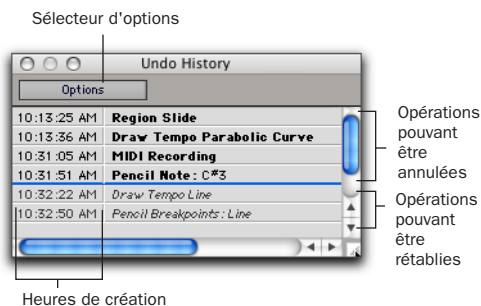 Sélecteur d'options
Undo History
Options
10:13:25 AM Region Slide
10:13:36 AM Draw Tempo Parabolic Curve
10:31:05 AM MIDI Recording
10:31:51 AM Pencil Note: C#3
10:32:22 AM Draw Tempo Line
10:32:50 AM Pencil Breakpoints: Line
Opérations
pouvant
être
annulées
Opérations
pouvant
être
rétablies
Heures de création